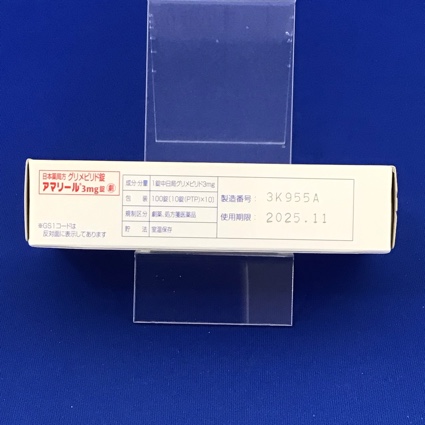 日本薬局方 グリメピリド錠
アマリール®3mg錠 劇
※GS1コードは
反対面に表示してあります
成分・分量 1錠中日局グリメピリド3mg
包装 100錠[10錠(PTP)×10]
規制区分 劇薬、処方箋医薬品
貯法 室温保存
製造番号: 3K955A
使用期限: 2025.11